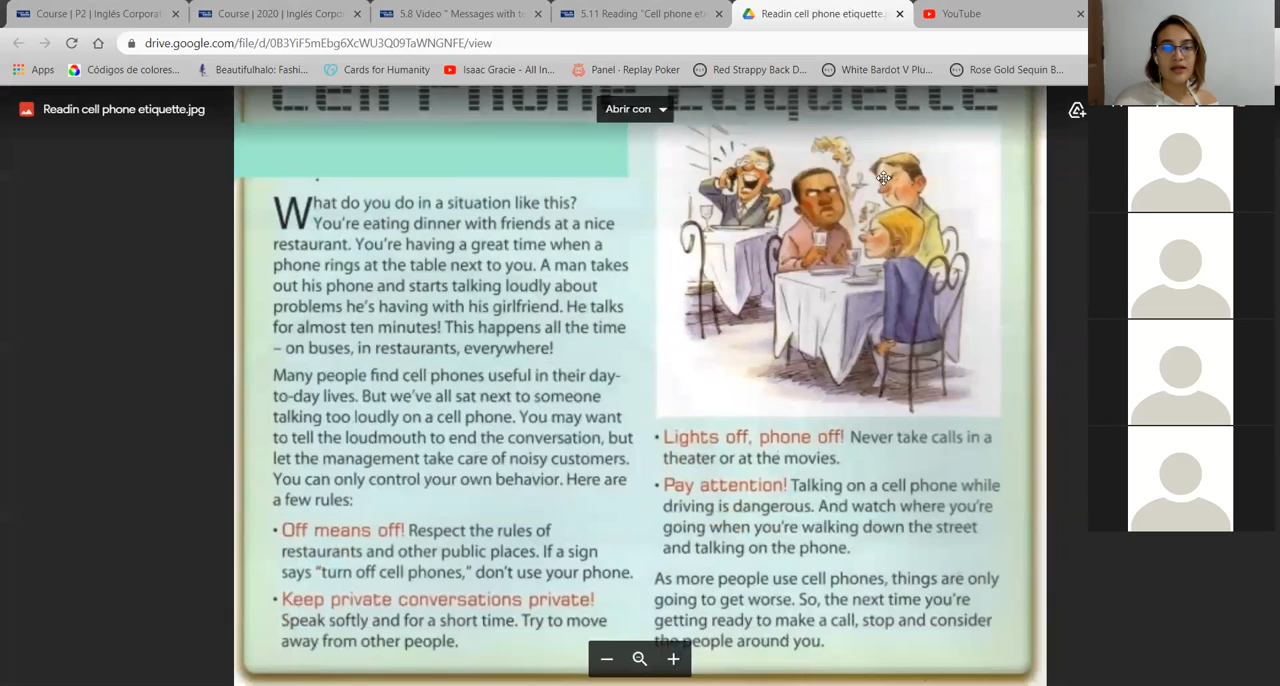 Course | P2 | Inglés Corporat
Course | 2020 | Inglés Corpo
5.8 Video " Messages with te
5.11 Reading "Cell phone eti
Readin cell phone etiquette.j
YouTube
drive.google.com/file/d/0B3YiF5mEbg6XcWU3Q09TaWNGNFE/view
Apps
Códigos de colores...
Beautifulhalo: Fashi...
Cards for Humanity
Isaac Gracie - All In...
Panel · Replay Poker
Red Strappy Back D...
White Bardot V Plu...
Rose Gold Sequin B...
Readin cell phone etiquette.jpg
Abrir con
Cell Phone Etiquette
What do you do in a situation like this?
You're eating dinner with friends at a nice
restaurant. You're having a great time when a
phone rings at the table next to you. A man takes
out his phone and starts talking loudly about
problems he's having with his girlfriend. He talks
for almost ten minutes! This happens all the time
– on buses, in restaurants, everywhere!
Many people find cell phones useful in their day-
to-day lives. But we've all sat next to someone
talking too loudly on a cell phone. You may want
to tell the loudmouth to end the conversation, but
let the management take care of noisy customers.
You can only control your own behavior. Here are
a few rules:
• Off means off! Respect the rules of
restaurants and other public places. If a sign
says "turn off cell phones," don't use your phone.
• Keep private conversations private!
Speak softly and for a short time. Try to move
away from other people.
• Lights off, phone off! Never take calls in a
theater or at the movies.
• Pay attention! Talking on a cell phone while
driving is dangerous. And watch where you're
going when you're walking down the street
and talking on the phone.
As more people use cell phones, things are only
going to get worse. So, the next time you're
getting ready to make a call, stop and consider
the people around you.